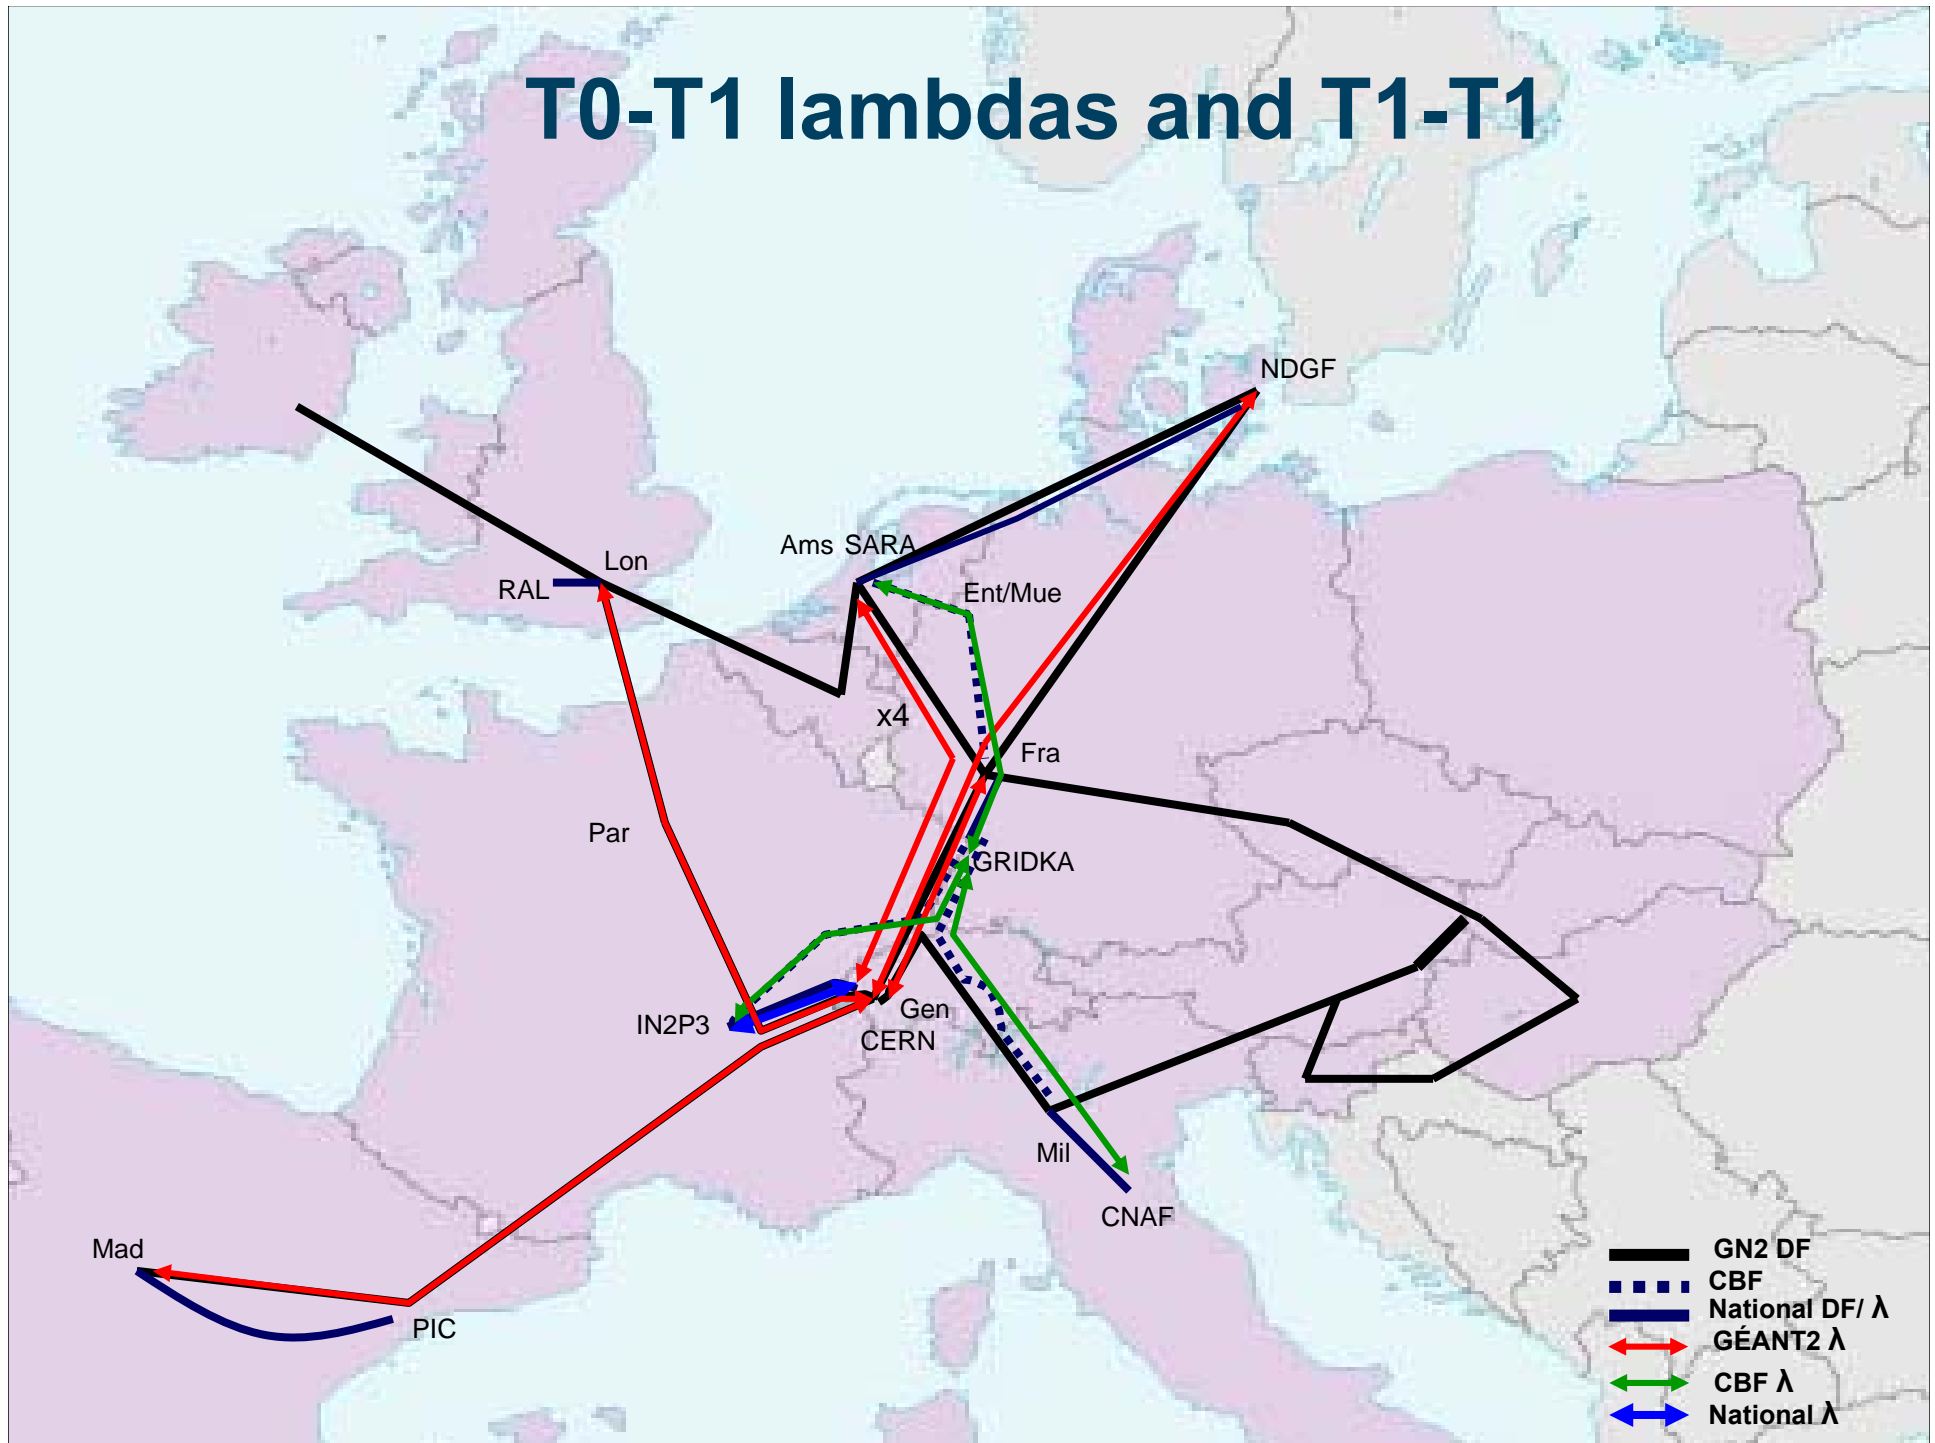 T0-T1 lambdas and T1-T1
NDGF
Ams SARA
Lon
RAL
Ent/Mue
x4
Fra
Par
GRIDKA
IN2P3
Gen
CERN
Mil
CNAF
Mad
PIC
GN2 DF
CBF
National DF/ λ
GÉANT2 λ
CBF λ
National λ